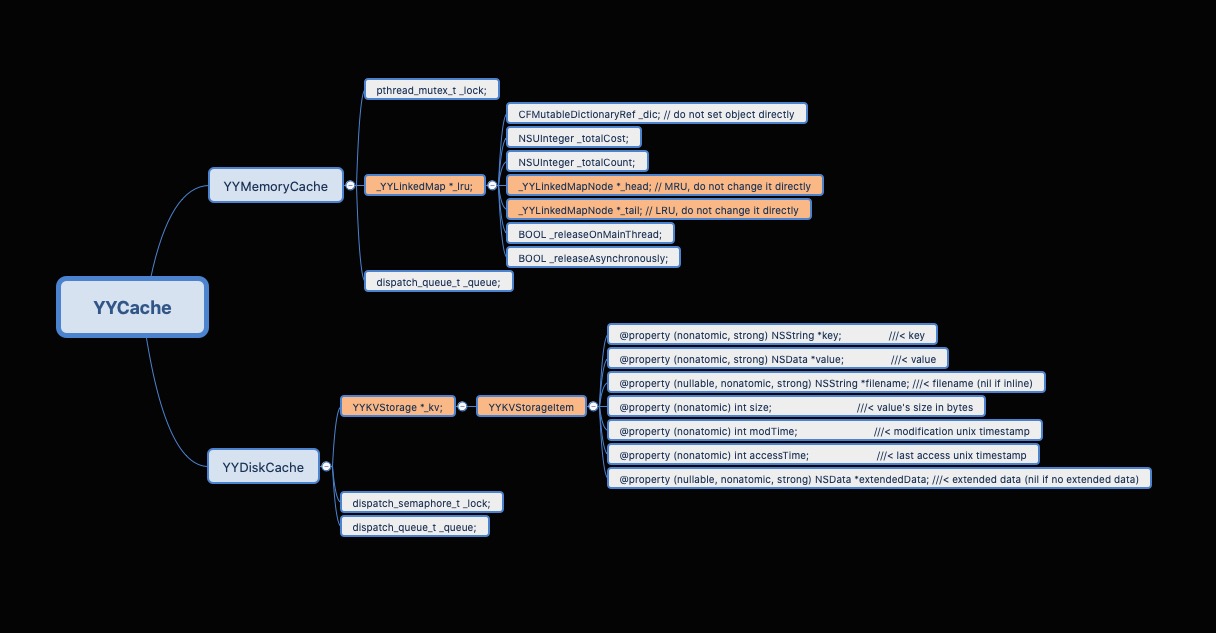 pthread_mutex_t _lock;
CFMutableDictionaryRef _dic; // do not set object directly
NSUInteger _totalCost;
NSUInteger _totalCount;
YYMemoryCache
_YYLinkedMap *_lru;
_YYLinkedMapNode *_head; // MRU, do not change it directly
_YYLinkedMapNode *_tail; // LRU, do not change it directly
BOOL _releaseOnMainThread;
BOOL _releaseAsynchronously;
dispatch_queue_t _queue;
YYCache
@property (nonatomic, strong) NSString *key; ///< key
@property (nonatomic, strong) NSData *value; ///< value
@property (nullable, nonatomic, strong) NSString *filename; ///< filename (nil if inline)
YYKVStorage *_kv;
YYKVStorageItem
@property (nonatomic) int size; ///< value's size in bytes
@property (nonatomic) int modTime; ///< modification unix timestamp
@property (nonatomic) int accessTime; ///< last access unix timestamp
YYDiskCache
@property (nullable, nonatomic, strong) NSData *extendedData; ///< extended data (nil if no extended data)
dispatch_semaphore_t _lock;
dispatch_queue_t _queue;